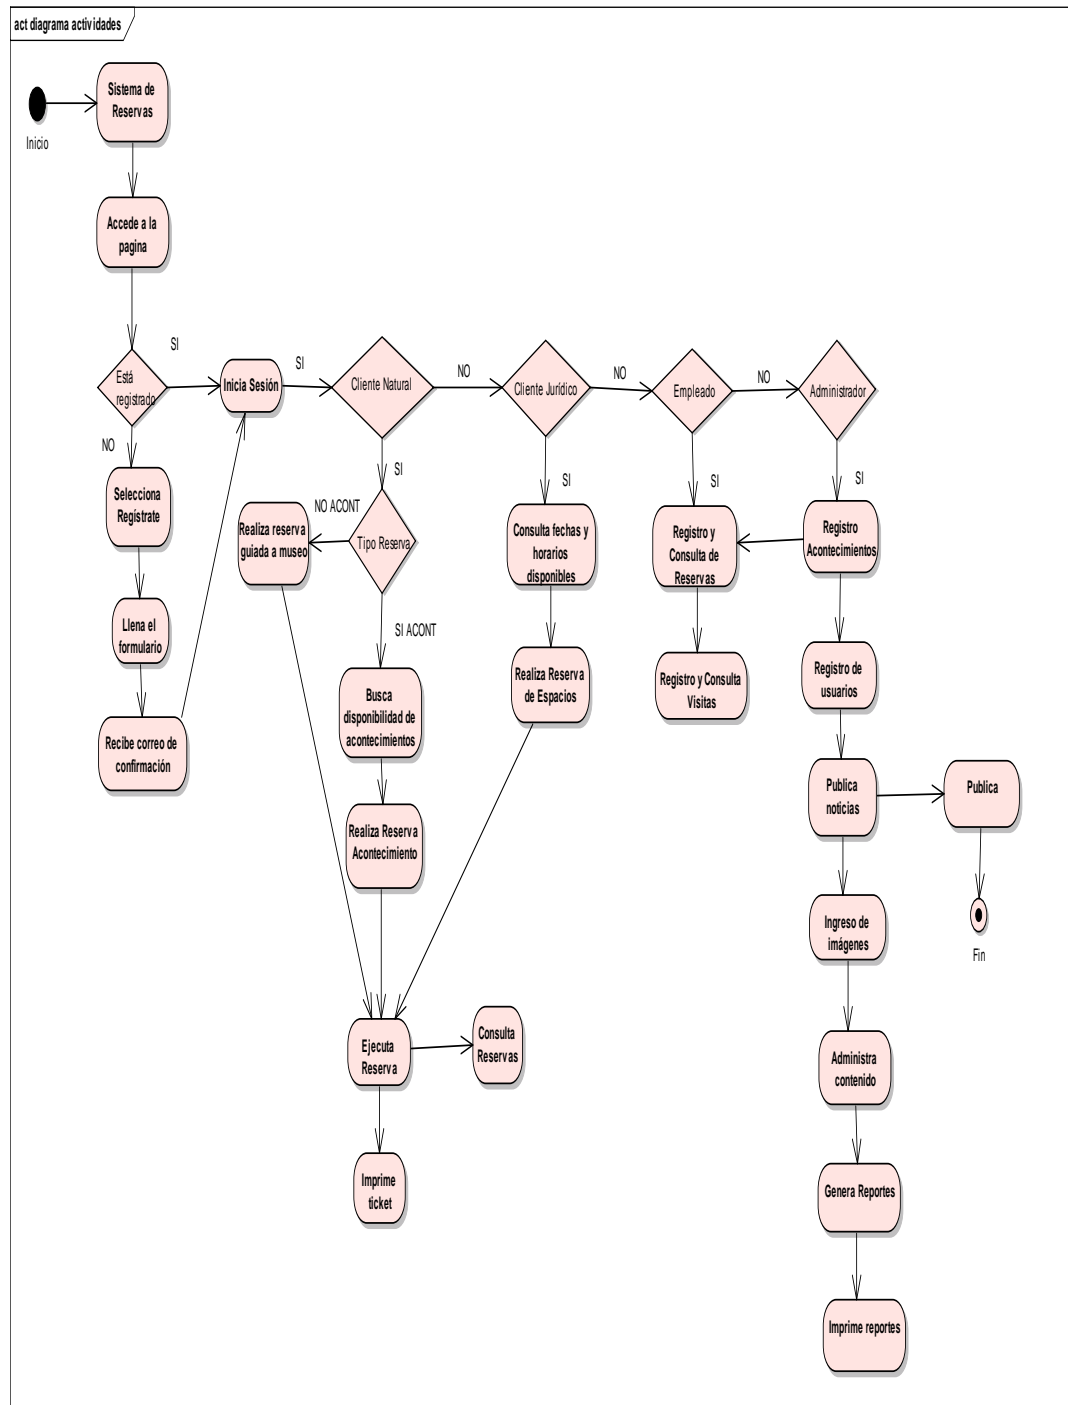 act diagrama actividades
Inicio
Sistema de
Reservas
Accede a la
pagina
Está
registrado
SI
NO
Inicia Sesión
SI
Cliente Natural
NO
Cliente Jurídico
NO
Empleado
NO
Administrador
Selecciona
Regístrate
Llena el
formulario
Recibe correo de
confirmación
SI
Tipo Reserva
NO ACONT
Realiza reserva
guiada a museo
SI ACONT
Busca
disponibilidad de
acontecimientos
Realiza Reserva
Acontecimiento
SI
Consulta fechas y
horarios
disponibles
Realiza Reserva
de Espacios
SI
Registro y
Consulta de
Reservas
Registro y Consulta
Visitas
SI
Registro
Acontecimientos
Registro de
usuarios
Publica
noticias
Publica
Fin
Ingreso de
imágenes
Administra
contenido
Genera Reportes
Imprime reportes
Ejecuta
Reserva
Consulta
Reservas
Imprime
ticket